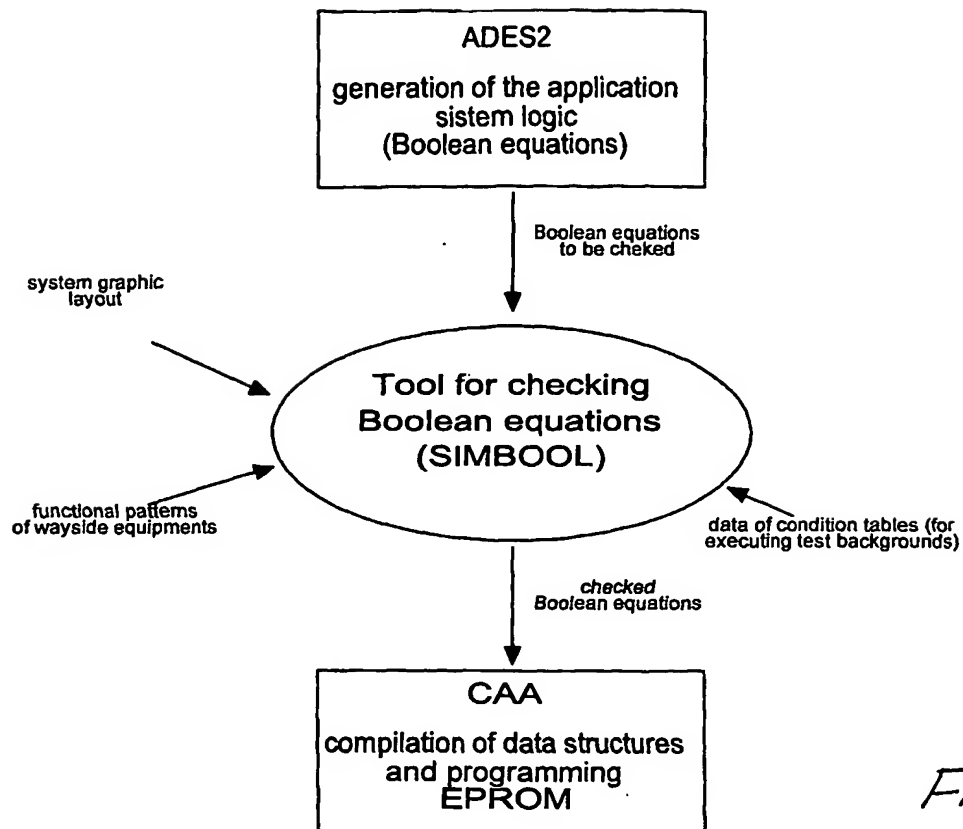 ADES2
generation of the application
sistem logic
(Boolean equations)
Boolean equations
to be cheked
system graphic
layout
Tool for checking
Boolean equations
(SIMBOOL)
functional patterns
of wayside equipments
data of condition tables (for
executing test backgrounds)
checked
Boolean equations
CAA
compilation of data structures
and programming
EPROM